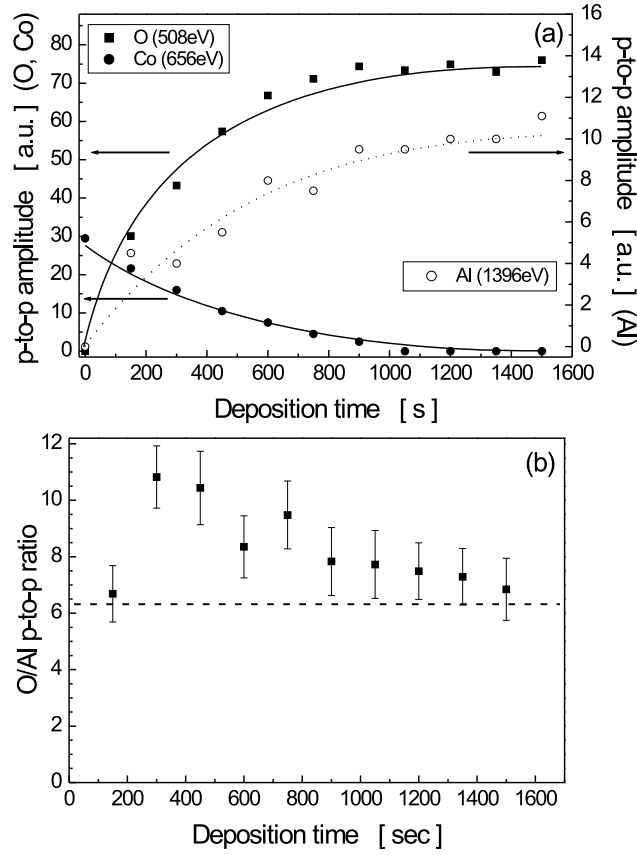 (a)
O (508eV)
Co (656eV)
Al (1396eV)
p-to-p amplitude [ a.u. ] (O, Co)
80
70
60
50
40
30
20
10
0
p-to-p amplitude [ a.u. ] (Al)
16
14
12
10
8
6
4
2
0
0 200 400 600 800 1000 1200 1400 1600
Deposition time [ s ]
(b)
O/Al p-to-p ratio
12
10
8
6
4
2
0
0 200 400 600 800 1000 1200 1400 1600
Deposition time [ sec ]